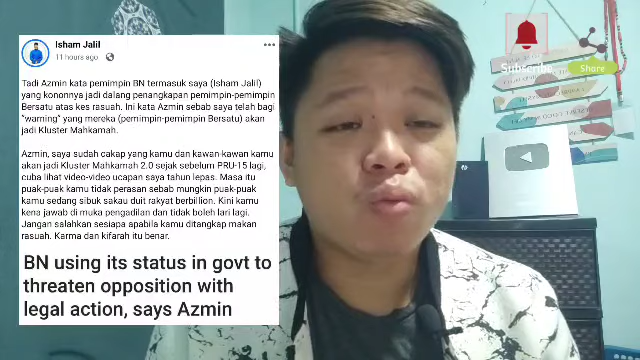 Isham Jalil
11 hours ago
Tadi Azmin kata pemimpin BN termasuk saya (Isham Jalil)
yang kononnya jadi dalang penangkapan pemimpin-pemimpin
Bersatu atas kes rasuah. Ini kata Azmin sebab saya telah bagi
"warning" yang mereka (pemimpin-pemimpin Bersatu) akan
jadi Kluster Mahkamah.
Azmin, saya sudah cakap yang kamu dan kawan-kawan kamu
akan jadi Kluster Mahkamah 2.0 sejak sebelum PRU-15 lagi,
cuba lihat video-video ucapan saya tahun lepas. Masa itu
puak-puak kamu tidak perasan sebab mungkin puak-puak
kamu sedang sibuk sakau duit rakyat berbillion. Kini kamu
kena jawab di muka pengadilan dan tidak boleh lari lagi.
Jangan salahkan sesiapa apabila kamu ditangkap makan
rasuah. Karma dan kifarah itu benar.
BN using its status in govt to
threaten opposition with
legal action, says Azmin
Subscribe
Share